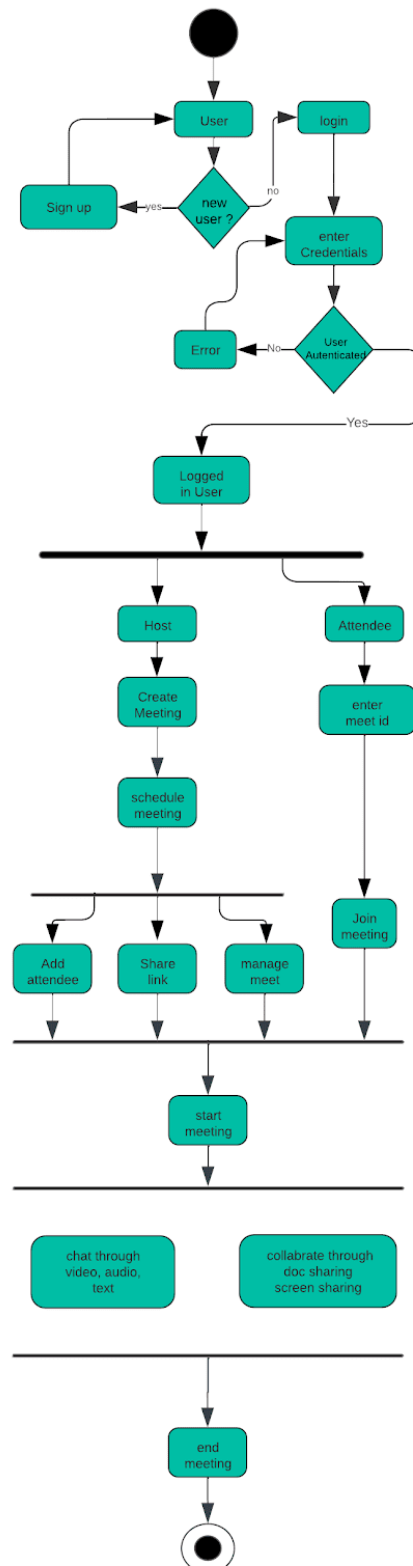 User
login
no
Sign up
yes
new
user ?
enter
Credentials
Error
No
User
Autenticated
Yes
Logged
in User
Host
Attendee
Create
Meeting
enter
meet id
schedule
meeting
Join
meeting
Add
attendee
Share
link
manage
meet
start
meeting
chat through
video, audio,
text
collabrate through
doc sharing
screen sharing
end
meeting